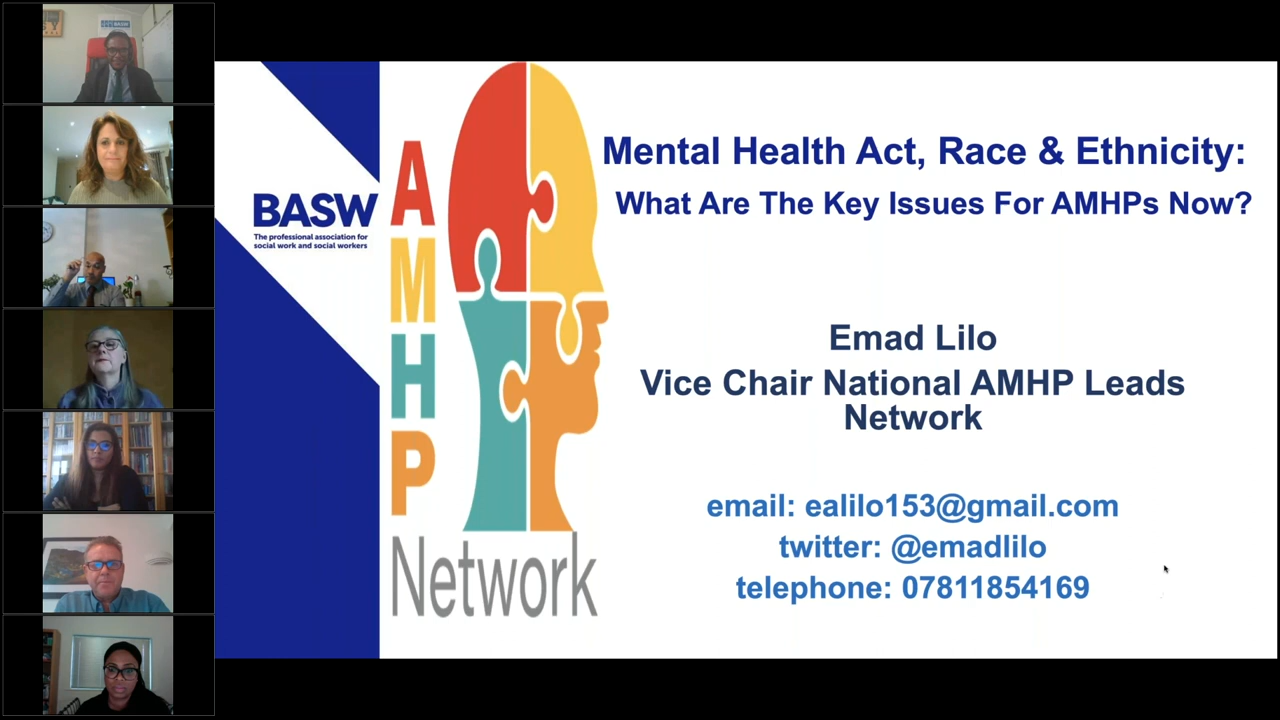 Mental Health Act, Race & Ethnicity:
What Are The Key Issues For AMHPs Now?
BASW
The professional association for
social work and social workers
AMHP
Network
Emad Lilo
Vice Chair National AMHP Leads
Network
email: ealilo153@gmail.com
twitter: @emadlilo
telephone: 07811854169